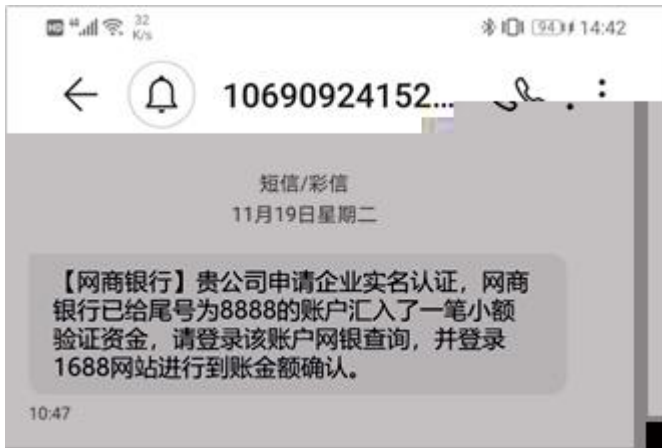 HD 4G 32 K/s 94 14:42
10690924152...
短信/彩信
11月19日星期二
【网商银行】贵公司申请企业实名认证，网商
银行已给尾号为8888的账户汇入了一笔小额
验证资金，请登录该账户网银查询，并登录
1688网站进行到账金额确认。
10:47